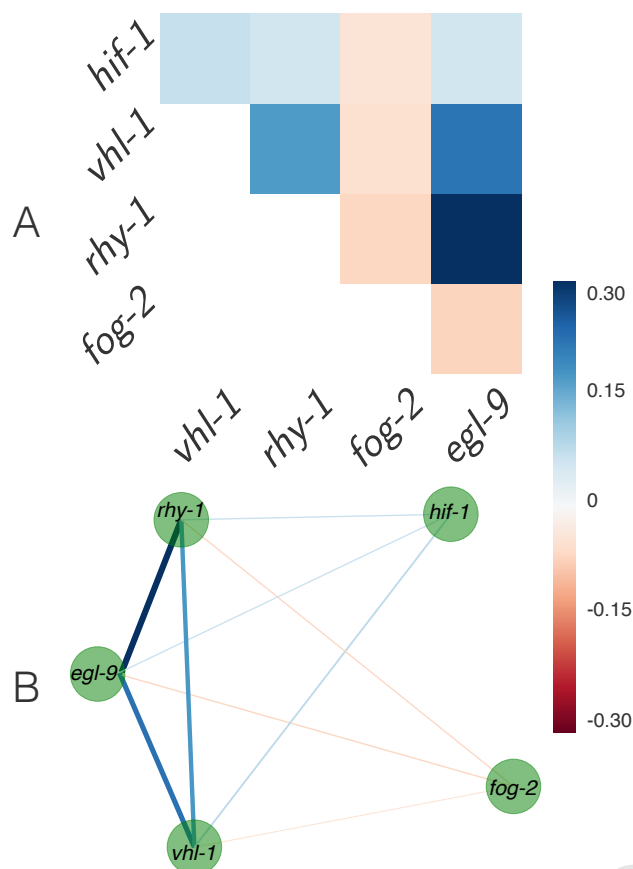 A
hif-1
vhl-1
rhy-1
fog-2
vhl-1
rhy-1
fog-2
egl-9
0.30
0.15
0
-0.15
-0.30
B
rhy-1
hif-1
egl-9
fog-2
vhl-1